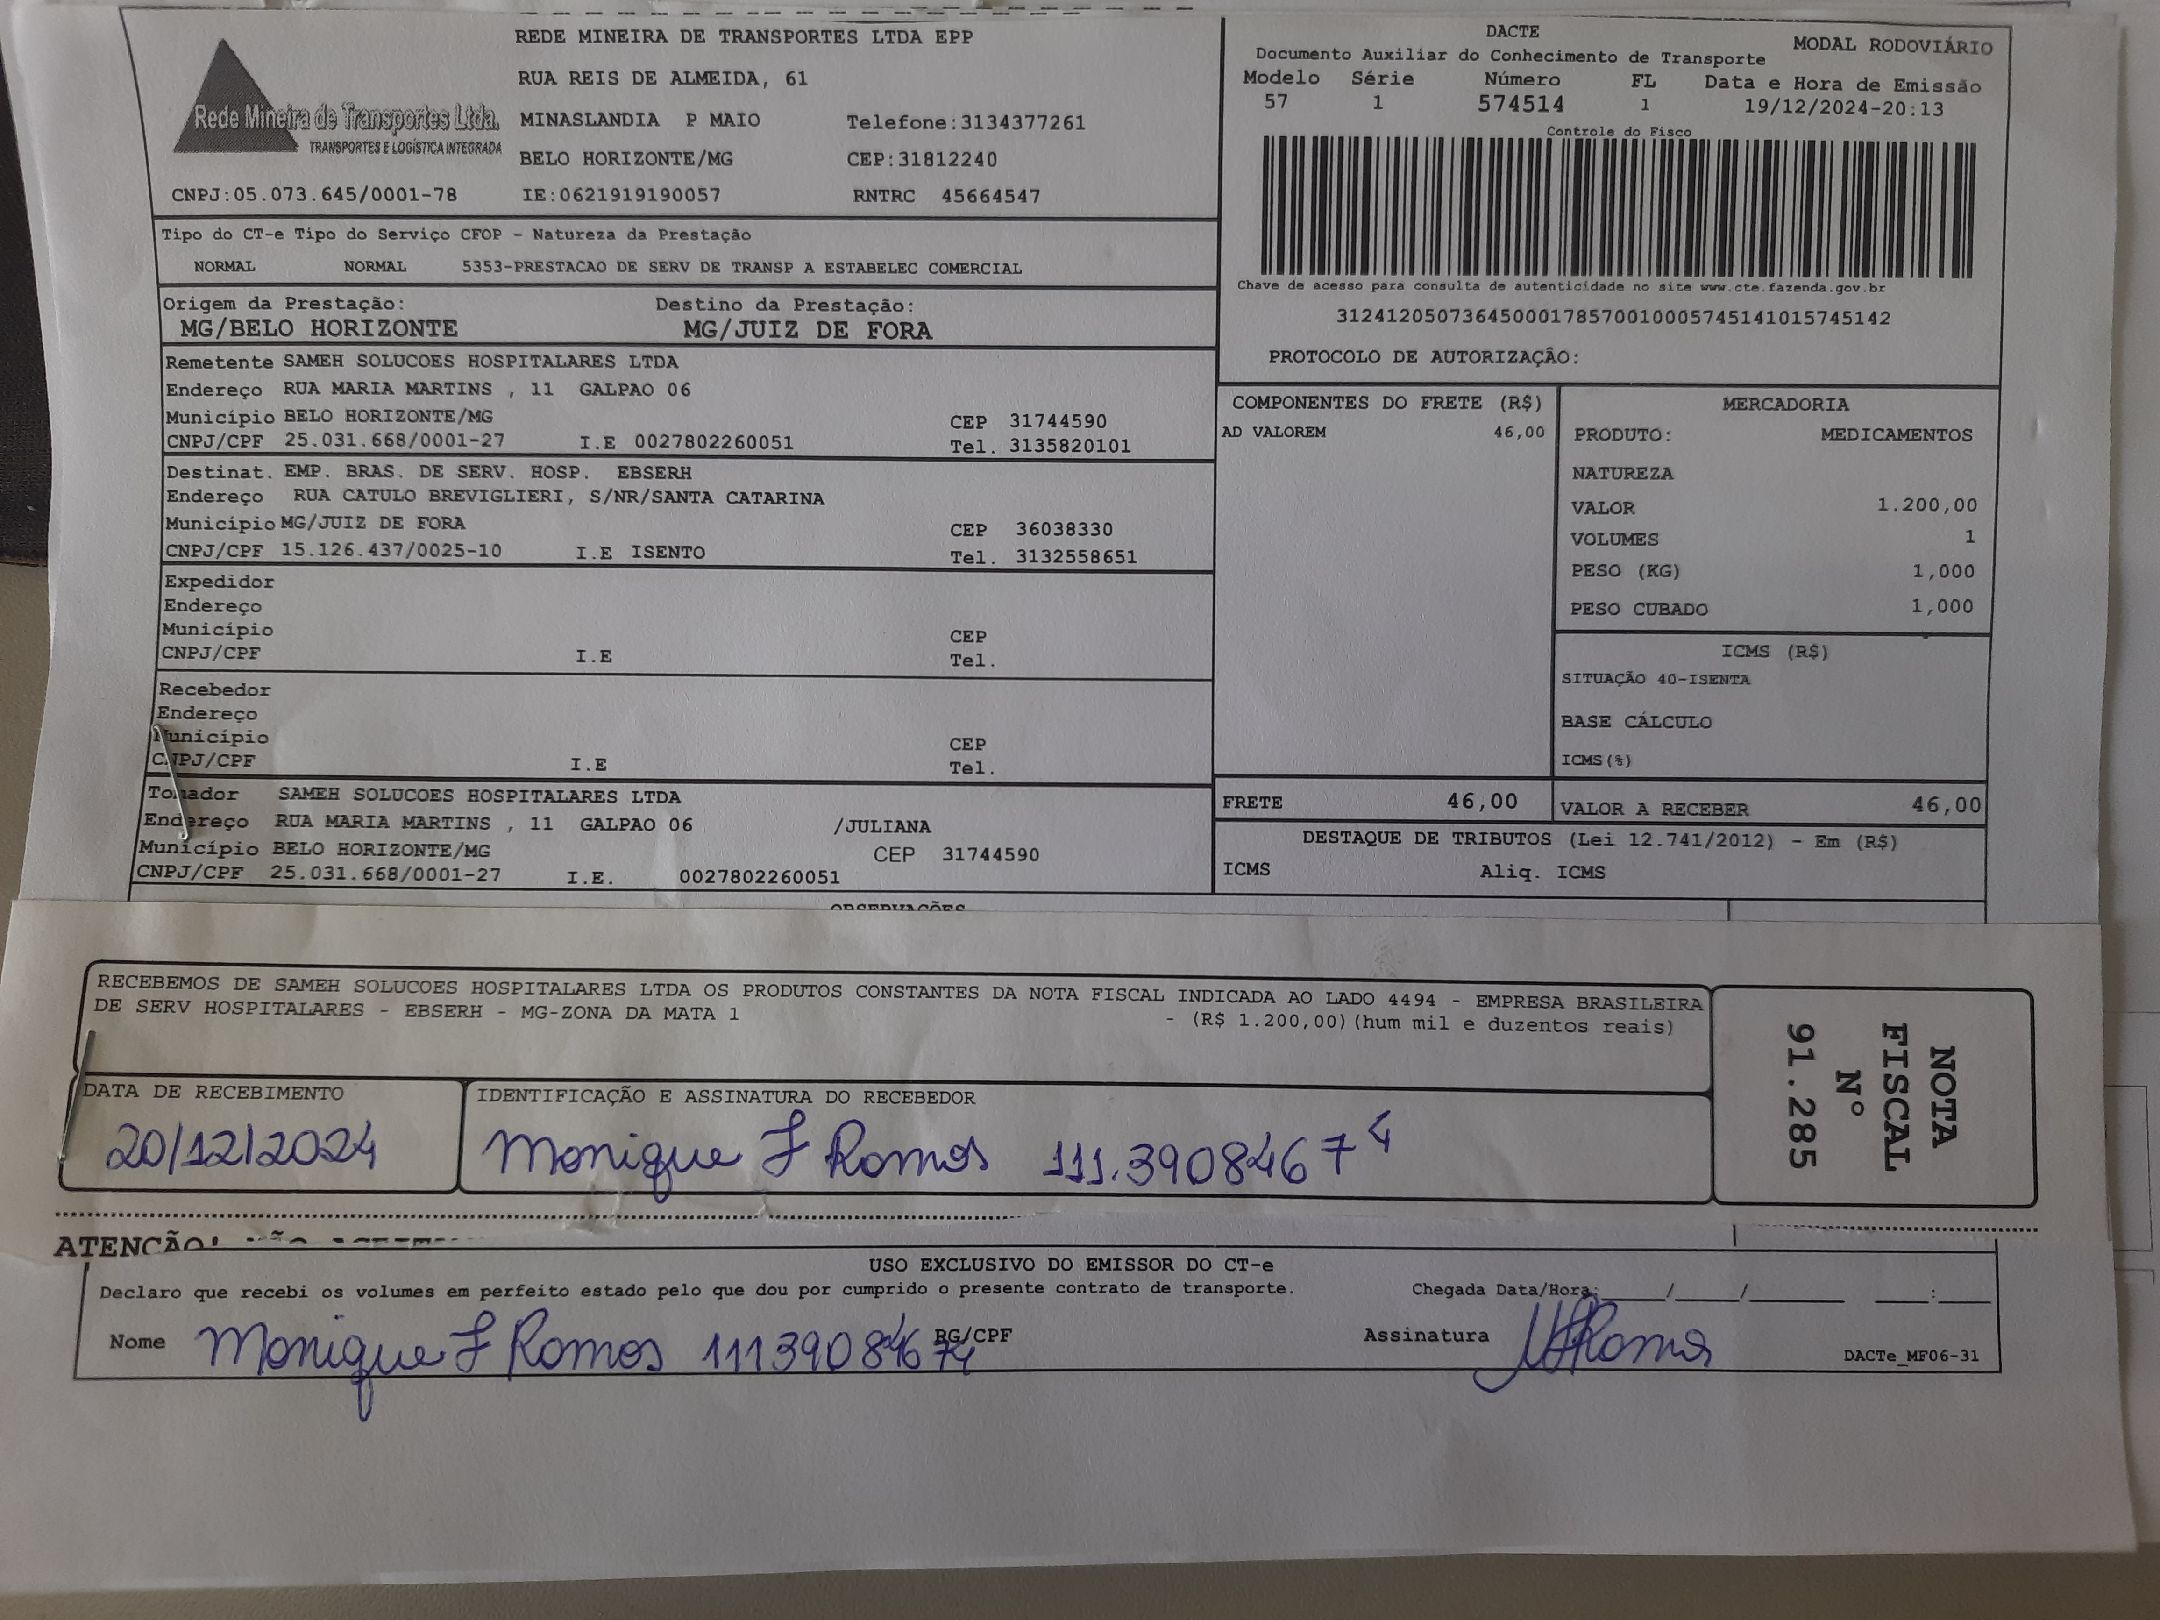 Rede Mineira de Transportes Ltda.
TRANSPORTES E LOGÍSTICA INTEGRADA
REDE MINEIRA DE TRANSPORTES LTDA EPP
RUA REIS DE ALMEIDA, 61
MINASLANDIA P MAIO Telefone:3134377261
BELO HORIZONTE/MG CEP:31812240
CNPJ:05.073.645/0001-78 IE:0621919190057 RNTRC 45664547
DACTE
Documento Auxiliar do Conhecimento de Transporte MODAL RODOVIÁRIO
Modelo Série Número FL Data e Hora de Emissão
57 1 574514 1 19/12/2024-20:13
Controle do Fisco
Chave de acesso para consulta de autenticidade no site www.cte.fazenda.gov.br
31241205073645000178570010005745141015745142
PROTOCOLO DE AUTORIZAÇÃO:
Tipo do CT-e Tipo do Serviço CFOP - Natureza da Prestação
NORMAL NORMAL 5353-PRESTACAO DE SERV DE TRANSP A ESTABELEC COMERCIAL
Origem da Prestação: Destino da Prestação:
MG/BELO HORIZONTE MG/JUIZ DE FORA
Remetente SAMEH SOLUCOES HOSPITALARES LTDA
Endereço RUA MARIA MARTINS , 11 GALPAO 06
Município BELO HORIZONTE/MG CEP 31744590
CNPJ/CPF 25.031.668/0001-27 I.E 0027802260051 Tel. 3135820101
Destinat. EMP. BRAS. DE SERV. HOSP. EBSERH
Endereço RUA CATULO BREVIGLIERI, S/NR/SANTA CATARINA
Município MG/JUIZ DE FORA CEP 36038330
CNPJ/CPF 15.126.437/0025-10 I.E ISENTO Tel. 3132558651
Expedidor
Endereço
Município CEP
CNPJ/CPF I.E Tel.
Recebedor
Endereço
Município CEP
CNPJ/CPF I.E Tel.
Tomador SAMEH SOLUCOES HOSPITALARES LTDA
Endereço RUA MARIA MARTINS , 11 GALPAO 06 /JULIANA
Município BELO HORIZONTE/MG CEP 31744590
CNPJ/CPF 25.031.668/0001-27 I.E. 0027802260051
COMPONENTES DO FRETE (R$)
AD VALOREM 46,00
MERCADORIA
PRODUTO: MEDICAMENTOS
NATUREZA
VALOR 1.200,00
VOLUMES 1
PESO (KG) 1,000
PESO CUBADO 1,000
ICMS (R$)
SITUAÇÃO 40-ISENTA
BASE CÁLCULO
ICMS(%)
FRETE 46,00 VALOR A RECEBER 46,00
DESTAQUE DE TRIBUTOS (Lei 12.741/2012) - Em (R$)
ICMS Aliq. ICMS
OBSERVAÇÕES
RECEBEMOS DE SAMEH SOLUCOES HOSPITALARES LTDA OS PRODUTOS CONSTANTES DA NOTA FISCAL INDICADA AO LADO 4494 - EMPRESA BRASILEIRA
DE SERV HOSPITALARES - EBSERH - MG-ZONA DA MATA 1 - (R$ 1.200,00)(hum mil e duzentos reais)
DATA DE RECEBIMENTO IDENTIFICAÇÃO E ASSINATURA DO RECEBEDOR
20/12/2024 Monique F Ramos 111.39084674
NOTA
FISCAL
Nº
91.285
ATENÇÃO! NÃO
USO EXCLUSIVO DO EMISSOR DO CT-e
Declaro que recebi os volumes em perfeito estado pelo que dou por cumprido o presente contrato de transporte. Chegada Data/Hora:_____/_____/_______ ____:____
Nome Monique F Ramos 11139084674 RG/CPF Assinatura MFRamos
DACTe_MF06-31